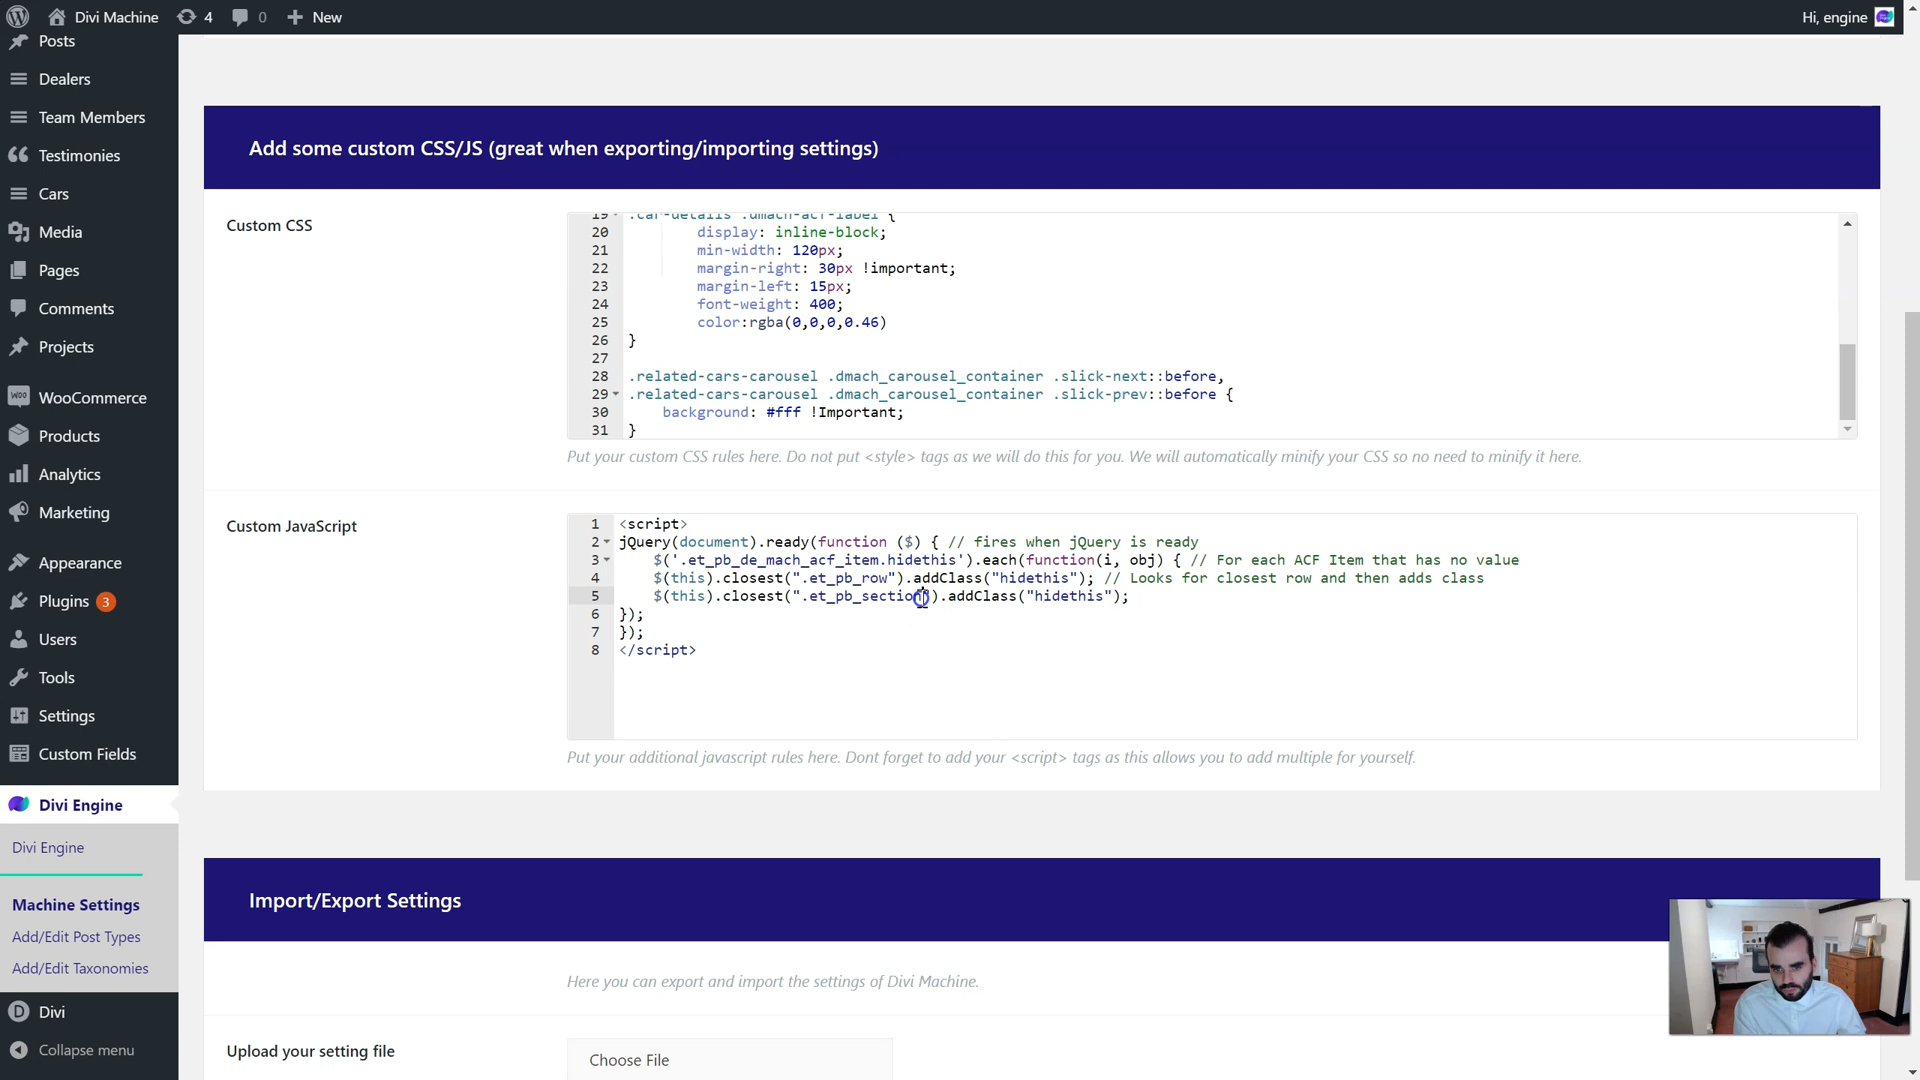 Divi Machine
4
0
New
Hi, engine
Posts
Dealers
Team Members
Testimonies
Cars
Media
Pages
Comments
Projects
WooCommerce
Products
Analytics
Marketing
Appearance
Plugins 3
Users
Tools
Settings
Custom Fields
Divi Engine
Divi Engine
Machine Settings
Add/Edit Post Types
Add/Edit Taxonomies
Divi
Collapse menu
Add some custom CSS/JS (great when exporting/importing settings)
Custom CSS
19 .car-details .dmach-acf-label {
20 display: inline-block;
21 min-width: 120px;
22 margin-right: 30px !important;
23 margin-left: 15px;
24 font-weight: 400;
25 color:rgba(0,0,0,0.46)
26 }
27
28 .related-cars-carousel .dmach_carousel_container .slick-next::before,
29 .related-cars-carousel .dmach_carousel_container .slick-prev::before {
30 background: #fff !Important;
31 }
Put your custom CSS rules here. Do not put <style> tags as we will do this for you. We will automatically minify your CSS so no need to minify it here.
Custom JavaScript
1 <script>
2 jQuery(document).ready(function ($) { // fires when jQuery is ready
3 $('.et_pb_de_mach_acf_item.hidethis').each(function(i, obj) { // For each ACF Item that has no value
4 $(this).closest(".et_pb_row").addClass("hidethis"); // Looks for closest row and then adds class
5 $(this).closest(".et_pb_section").addClass("hidethis");
6 });
7 });
8 </script>
Put your additional javascript rules here. Dont forget to add your <script> tags as this allows you to add multiple for yourself.
Import/Export Settings
Here you can export and import the settings of Divi Machine.
Upload your setting file
Choose File